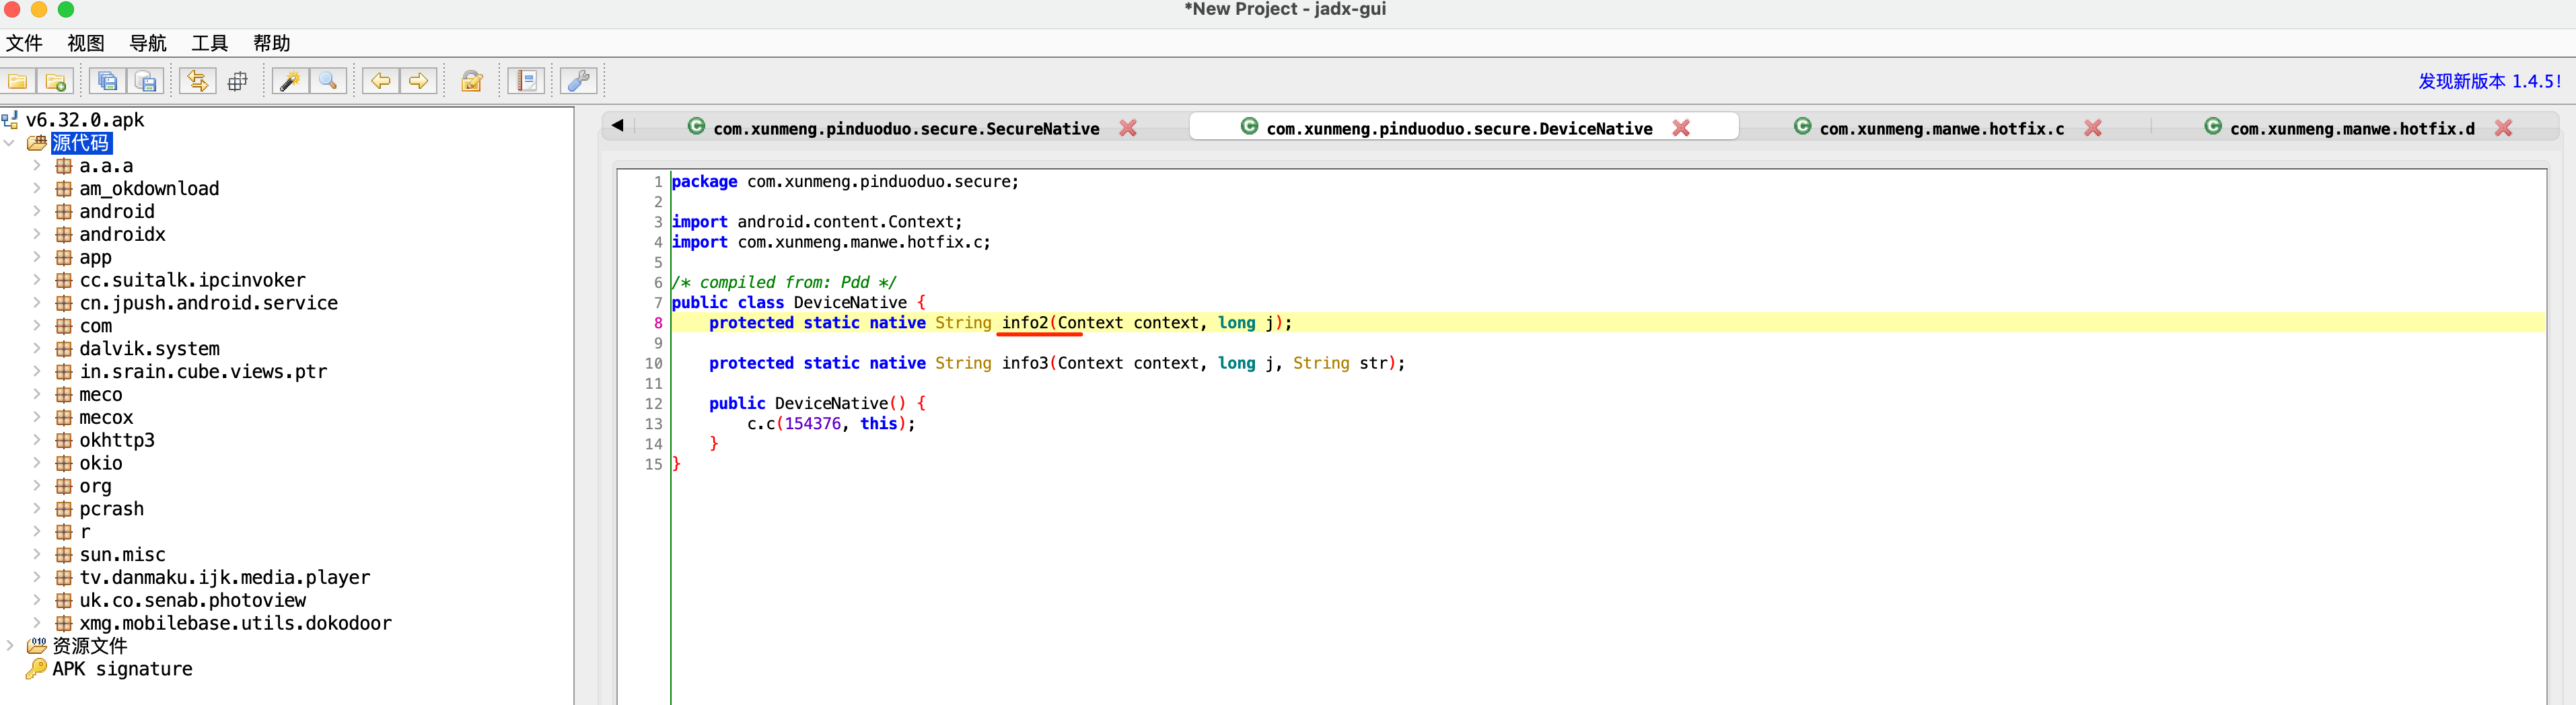 *New Project - jadx-gui
文件 视图 导航 工具 帮助
发现新版本 1.4.5!
v6.32.0.apk
源代码
a.a.a
am_okdownload
android
androidx
app
cc.suitalk.ipcinvoker
cn.jpush.android.service
com
dalvik.system
in.srain.cube.views.ptr
meco
mecox
okhttp3
okio
org
pcrash
r
sun.misc
tv.danmaku.ijk.media.player
uk.co.senab.photoview
xmg.mobilebase.utils.dokodoor
资源文件
APK signature
com.xunmeng.pinduoduo.secure.SecureNative com.xunmeng.pinduoduo.secure.DeviceNative com.xunmeng.manwe.hotfix.c com.xunmeng.manwe.hotfix.d
1 package com.xunmeng.pinduoduo.secure;
2
3 import android.content.Context;
4 import com.xunmeng.manwe.hotfix.c;
5
6 /* compiled from: Pdd */
7 public class DeviceNative {
8 protected static native String info2(Context context, long j);
9
10 protected static native String info3(Context context, long j, String str);
11
12 public DeviceNative() {
13 c.c(154376, this);
14 }
15 }